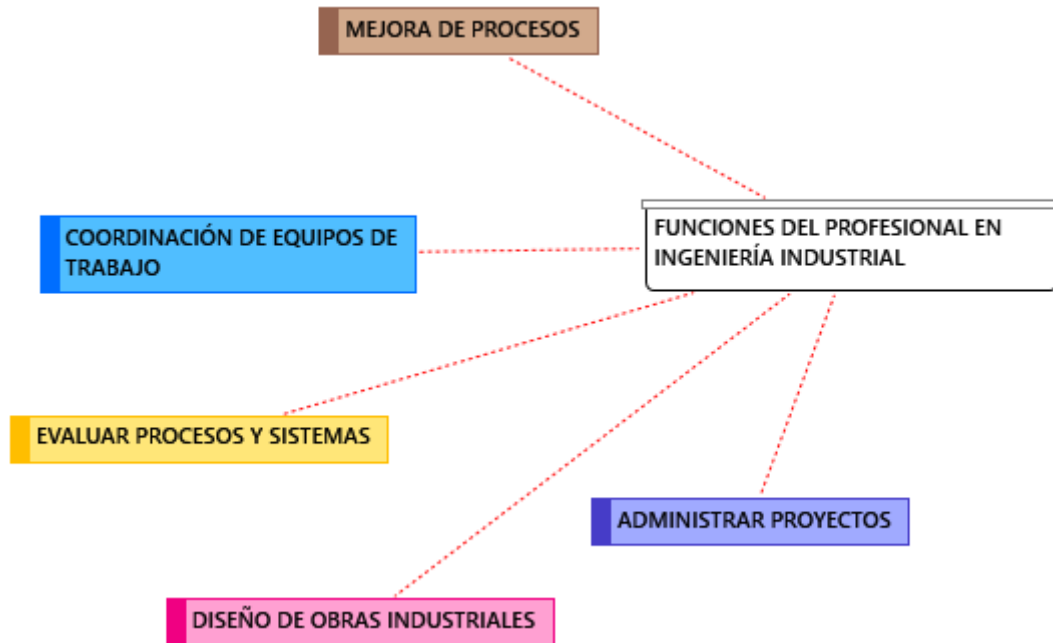 MEJORA DE PROCESOS
FUNCIONES DEL PROFESIONAL EN
INGENIERÍA INDUSTRIAL
COORDINACIÓN DE EQUIPOS DE
TRABAJO
EVALUAR PROCESOS Y SISTEMAS
ADMINISTRAR PROYECTOS
DISEÑO DE OBRAS INDUSTRIALES